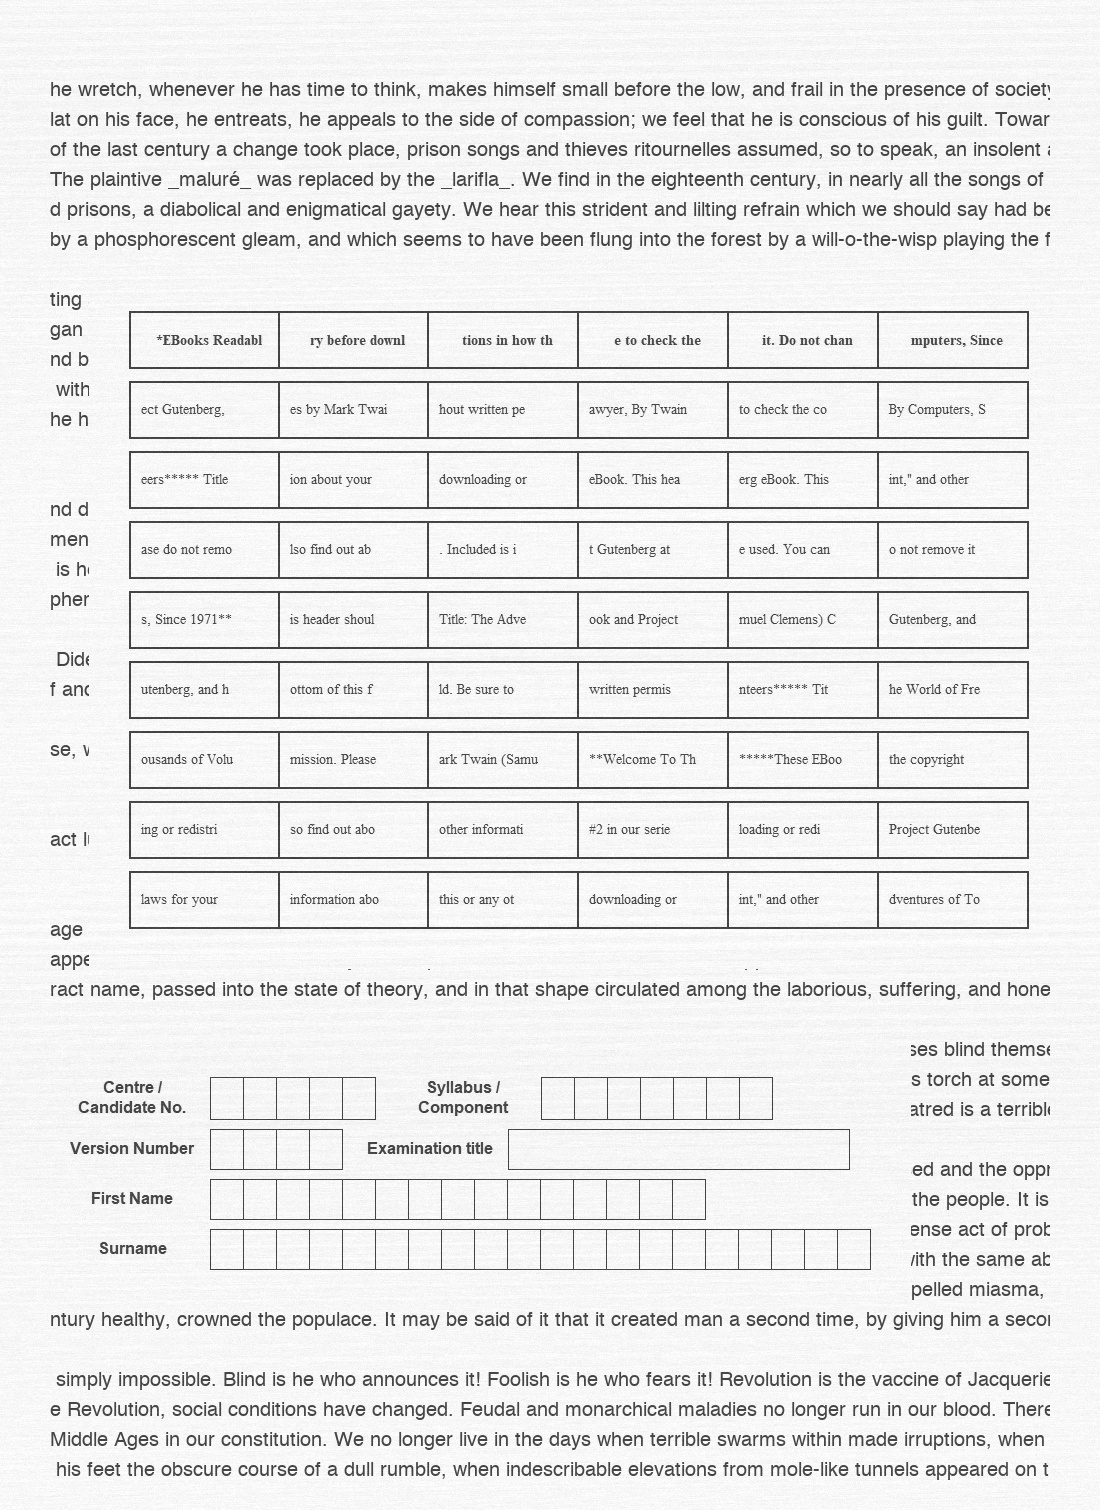 he wretch, whenever he has time to think, makes himself small before the low, and frail in the presence of society
lat on his face, he entreats, he appeals to the side of compassion; we feel that he is conscious of his guilt. Towar
of the last century a change took place, prison songs and thieves ritournelles assumed, so to speak, an insolent
The plaintive _maluré_ was replaced by the _larifla_. We find in the eighteenth century, in nearly all the songs of
d prisons, a diabolical and enigmatical gayety. We hear this strident and lilting refrain which we should say had be
by a phosphorescent gleam, and which seems to have been flung into the forest by a will-o-the-wisp playing the f
ting
gan
nd b
with
he h
nd d
men
is h
pher
Dide
f and
se,
act l
age
appe
*EBooks Readabl ry before downl tions in how th e to check the it. Do not chan mputers, Since
ect Gutenberg, es by Mark Twai hout written pe awyer, By Twain to check the co By Computers, S
eers***** Title ion about your downloading or eBook. This hea erg eBook. This int," and other
ase do not remo lso find out ab . Included is i t Gutenberg at e used. You can o not remove it
s, Since 1971** is header shoul Title: The Adve ook and Project muel Clemens) C Gutenberg, and
utenberg, and h ottom of this f ld. Be sure to written permis nteers***** Tit he World of Fre
ousands of Volu mission. Please ark Twain (Samu **Welcome To Th *****These EBoo the copyright
ing or redistri so find out abo other informati #2 in our serie loading or redi Project Gutenbe
laws for your information abo this or any ot downloading or int," and other dventures of To
ract name, passed into the state of theory, and in that shape circulated among the laborious, suffering, and hone
Centre / Candidate No. Syllabus / Component
Version Number Examination title
First Name
Surname
ses blind themse
s torch at some
atred is a terrible
ed and the oppr
the people. It is
ense act of prob
with the same ab
pelled miasma,
ntury healthy, crowned the populace. It may be said of it that it created man a second time, by giving him a secon
simply impossible. Blind is he who announces it! Foolish is he who fears it! Revolution is the vaccine of Jacquerie
e Revolution, social conditions have changed. Feudal and monarchical maladies no longer run in our blood. There
Middle Ages in our constitution. We no longer live in the days when terrible swarms within made irruptions, when
his feet the obscure course of a dull rumble, when indescribable elevations from mole-like tunnels appeared on t